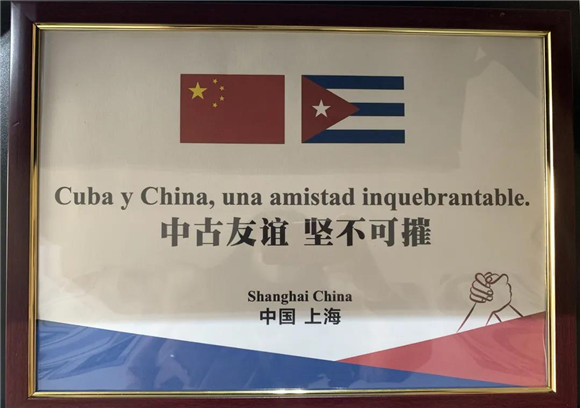 Cuba y China, una amistad inquebrantable.
中古友谊 坚不可摧
Shanghai China
中国 上海